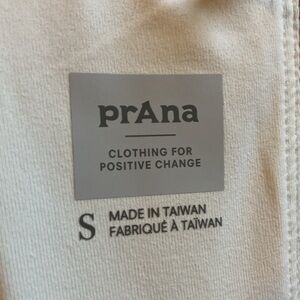 prAna
CLOTHING FOR
POSITIVE CHANGE
S
MADE IN TAIWAN
FABRIQUÉ À TAÏWAN